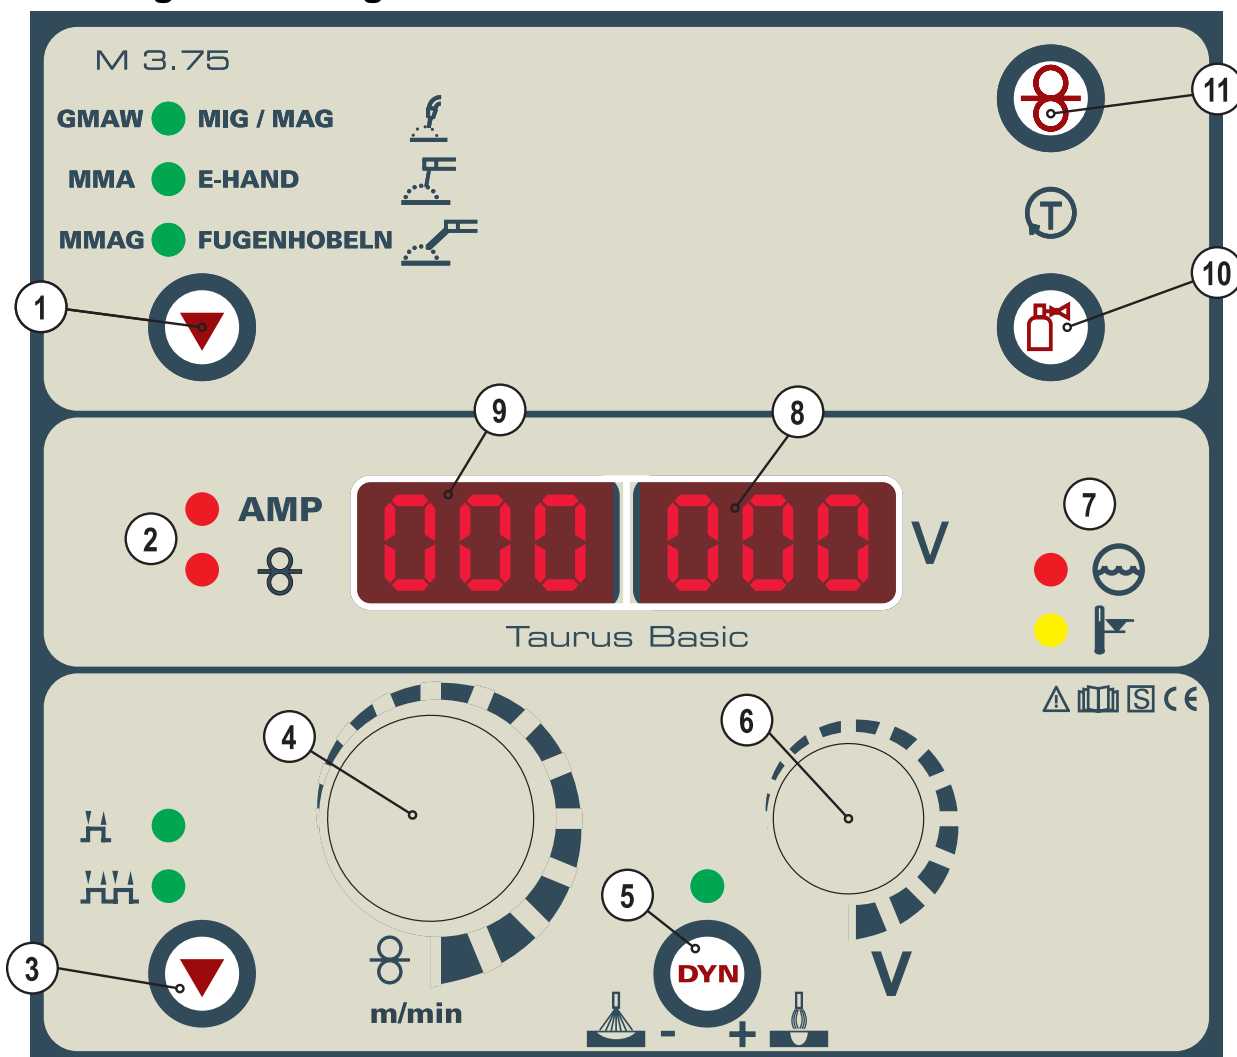 M 3.75
GMAW MIG / MAG
MMA E-HAND
MMAG FUGENHOBELN
T
11
10
1
9
8
7
2
AMP
000 000 V
Taurus Basic
S CE
4
6
5
3
DYN
m/min
- +
V